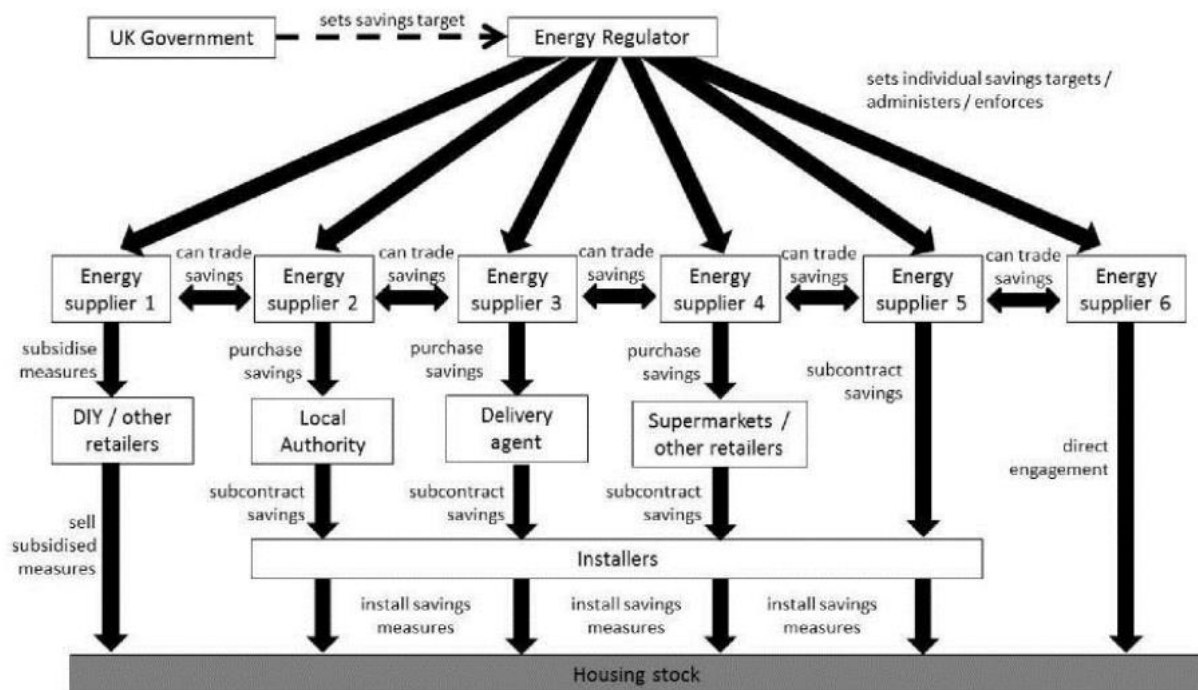 sets savings target
UK Government
Energy Regulator
sets individual savings targets /
administers / enforces
Energy
supplier 1
can trade
savings
Energy
supplier 2
can trade
savings
Energy
supplier 3
can trade
savings
Energy
supplier 4
can trade
savings
Energy
supplier 5
can trade
savings
Energy
supplier 6
subsidise
measures
purchase
savings
purchase
savings
purchase
savings
subcontract
savings
DIY / other
retailers
Local
Authority
Delivery
agent
Supermarkets /
other retailers
direct
engagement
subcontract
savings
subcontract
savings
subcontract
savings
sell
subsidised
measures
Installers
install savings
measures
install savings
measures
install savings
measures
Housing stock